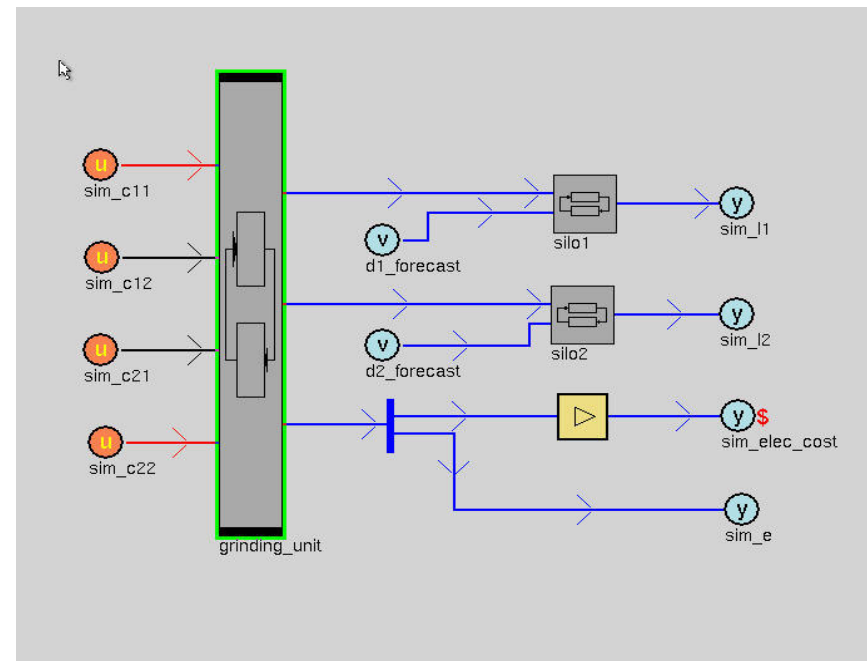 u
sim_c11
u
sim_c12
u
sim_c21
u
sim_c22
grinding_unit
v
d1_forecast
v
d2_forecast
silo1
silo2
y
sim_l1
y
sim_l2
y$
sim_elec_cost
y
sim_e